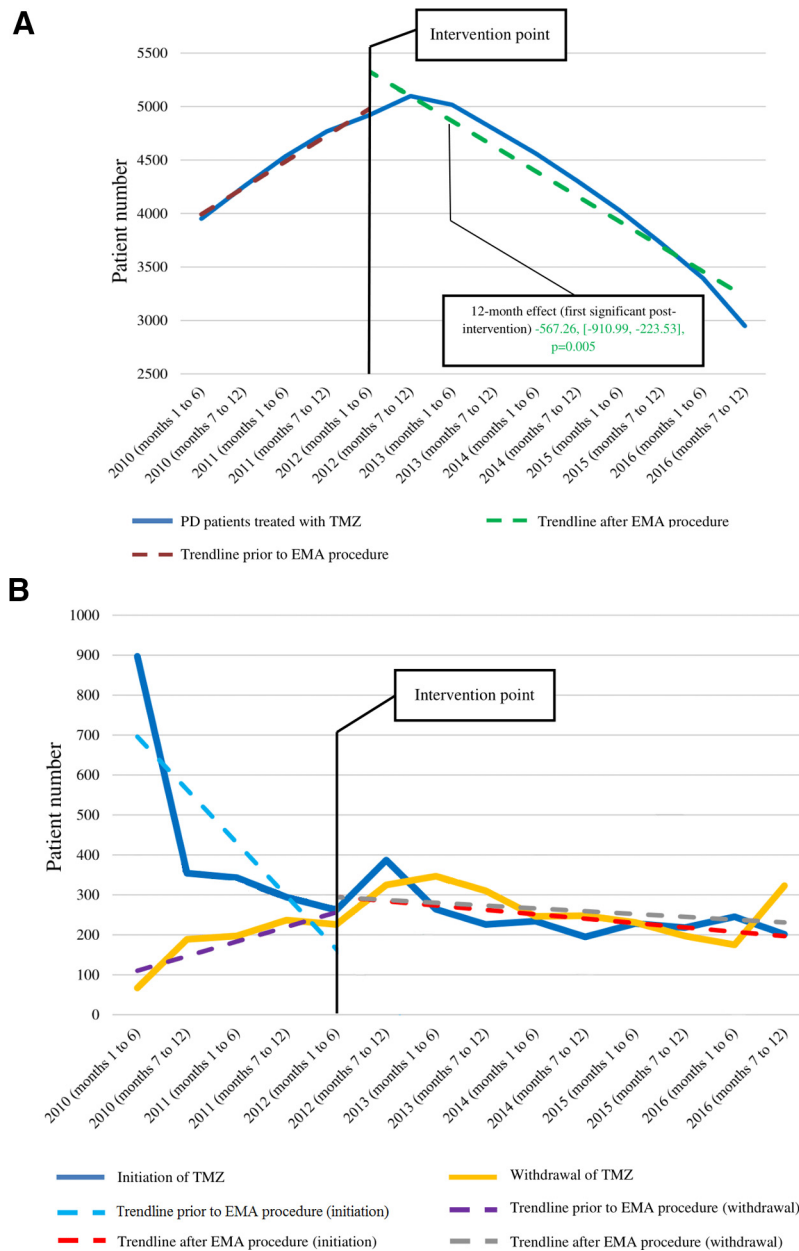 A
Intervention point
5500
5000
4500
4000
3500
3000
2500
Patient number
12-month effect (first significant post-
intervention) -567.26, [-910.99, -223.53],
p=0.005
2010 (months 1 to 6)
2010 (months 7 to 12)
2011 (months 1 to 6)
2011 (months 7 to 12)
2012 (months 1 to 6)
2012 (months 7 to 12)
2013 (months 1 to 6)
2013 (months 7 to 12)
2014 (months 1 to 6)
2014 (months 7 to 12)
2015 (months 1 to 6)
2015 (months 7 to 12)
2016 (months 1 to 6)
2016 (months 7 to 12)
PD patients treated with TMZ
Trendline after EMA procedure
Trendline prior to EMA procedure
B
1000
900
800
700
600
500
400
300
200
100
0
Patient number
Intervention point
2010 (months 1 to 6)
2010 (months 7 to 12)
2011 (months 1 to 6)
2011 (months 7 to 12)
2012 (months 1 to 6)
2012 (months 7 to 12)
2013 (months 1 to 6)
2013 (months 7 to 12)
2014 (months 1 to 6)
2014 (months 7 to 12)
2015 (months 1 to 6)
2015 (months 7 to 12)
2016 (months 1 to 6)
2016 (months 7 to 12)
Initiation of TMZ
Withdrawal of TMZ
Trendline prior to EMA procedure (initiation)
Trendline prior to EMA procedure (withdrawal)
Trendline after EMA procedure (initiation)
Trendline after EMA procedure (withdrawal)